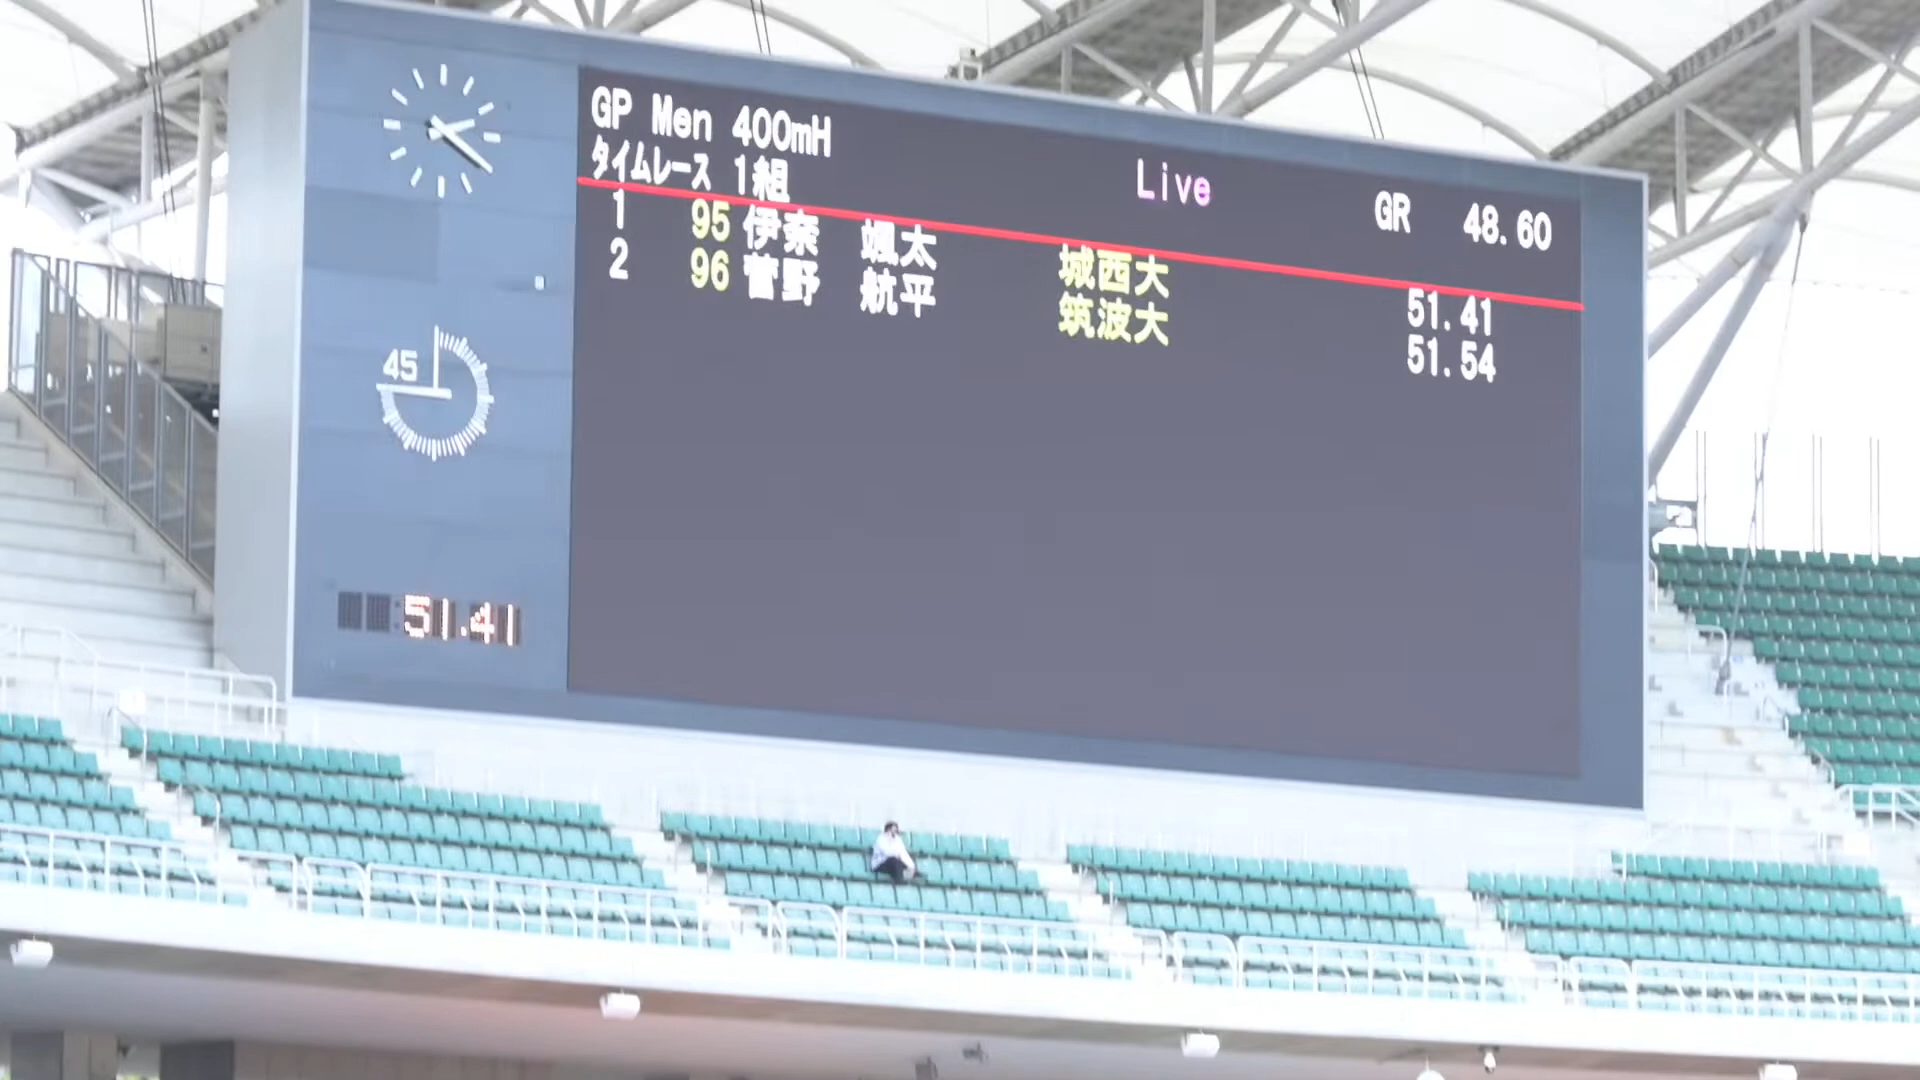 GP Men 400mH
タイムレース 1組
Live
GR 48.60
1 95 伊奈 颯太 城西大 51.41
2 96 菅野 航平 筑波大 51.54
45
51.41